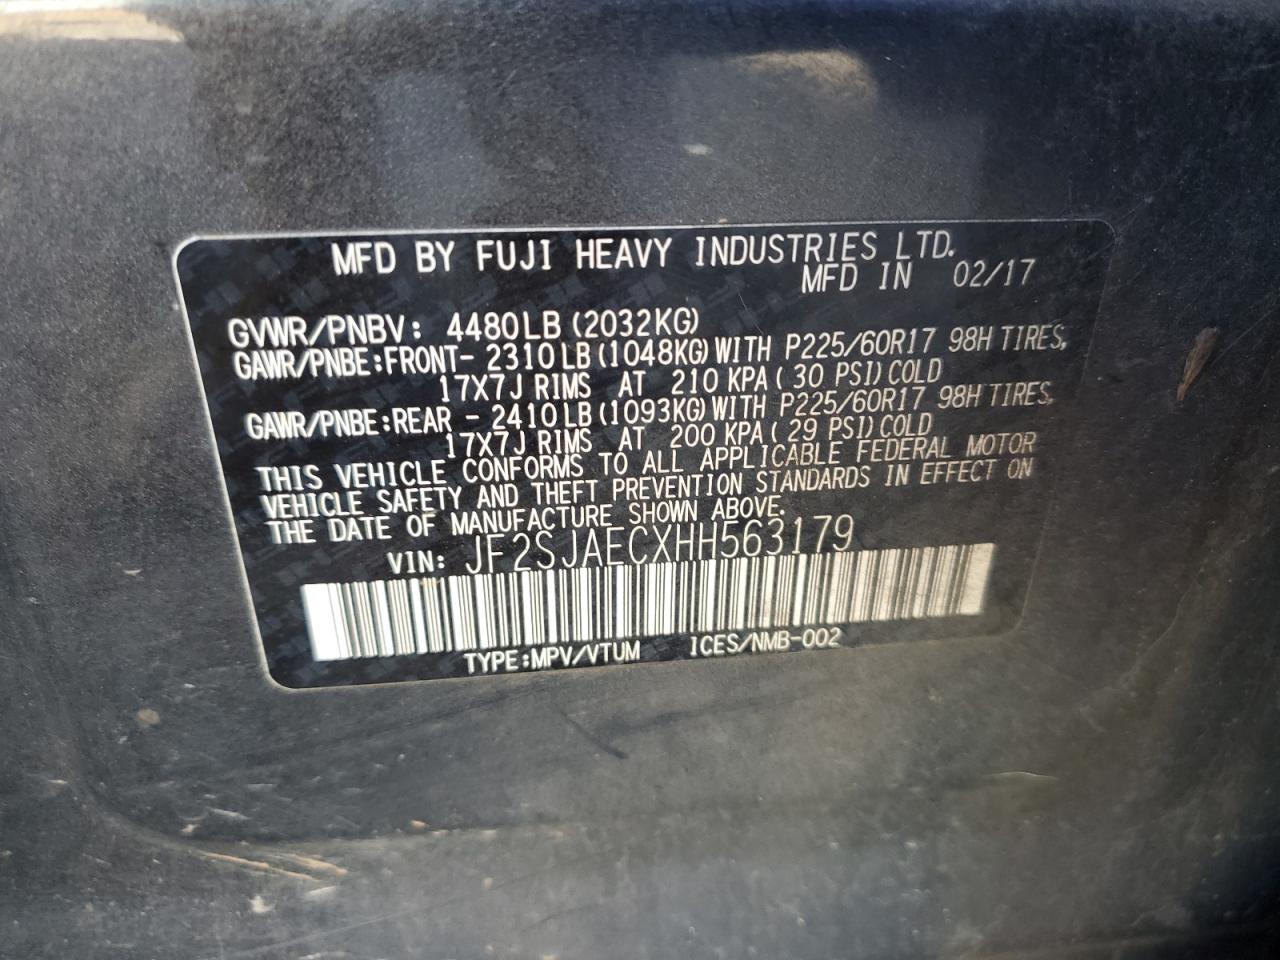 MFD BY FUJI HEAVY INDUSTRIES LTD.
MFD IN 02/17
GVWR/PNBV: 4480LB (2032KG)
GAWR/PNBE:FRONT- 2310LB (1048KG) WITH P225/60R17 98H TIRES,
17X7J RIMS AT 210 KPA ( 30 PSI) COLD
GAWR/PNBE:REAR - 2410LB (1093KG) WITH P225/60R17 98H TIRES,
17X7J RIMS AT 200 KPA ( 29 PSI) COLD
THIS VEHICLE CONFORMS TO ALL APPLICABLE FEDERAL MOTOR
VEHICLE SAFETY AND THEFT PREVENTION STANDARDS IN EFFECT ON
THE DATE OF MANUFACTURE SHOWN ABOVE.
VIN: JF2SJAECXHH563179
TYPE:MPV/VTUM ICES/NMB-002